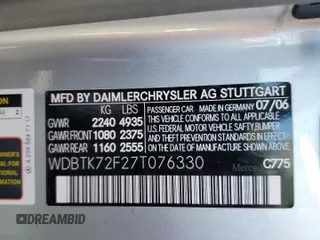 MFD BY DAIMLERCHRYSLER AG STUTTGART
KG LBS
PASSENGER CAR
MADE IN GERMANY
07/06
GVWR 2240 4935
GAWR FRONT 1080 2375
GAWR REAR 1160 2555
THIS VEHICLE CONFORMS TO ALL APPLICABLE FEDERAL MOTOR VEHICLE SAFETY, BUMPER, AND THEFT PREVENTION STANDARDS IN EFFECT ON THE DATE OF MANUFACTURE SHOWN ABOVE
WDBTK72F27T076330
C775
DREAMBID